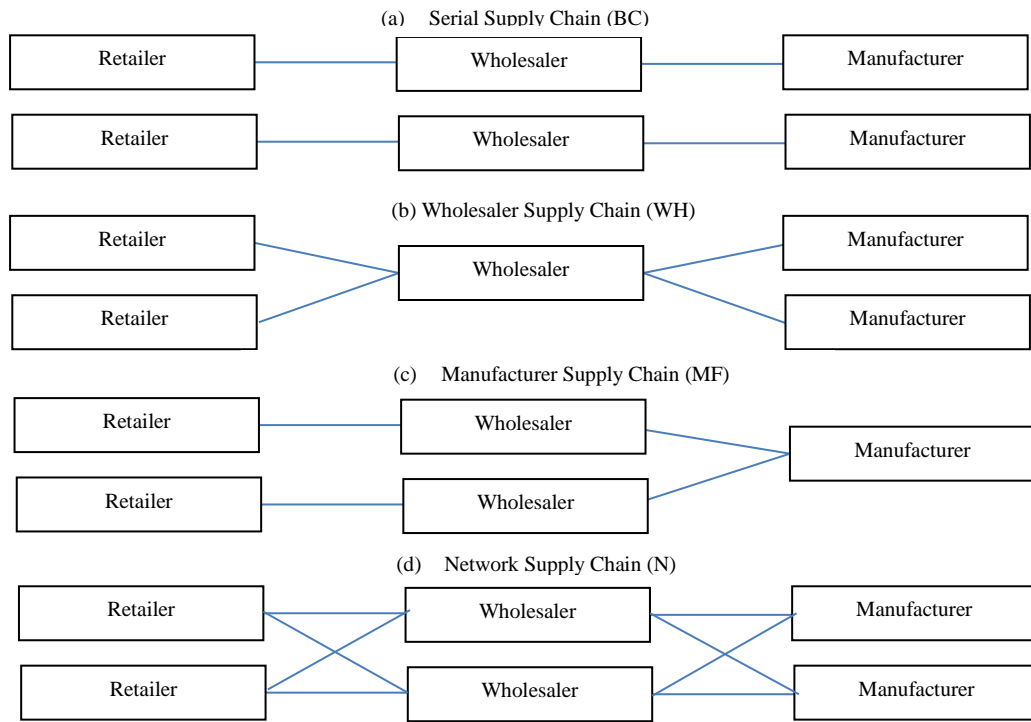 (a) Serial Supply Chain (BC)
Retailer Wholesaler Manufacturer
Retailer Wholesaler Manufacturer
(b) Wholesaler Supply Chain (WH)
Retailer Wholesaler Manufacturer
Retailer Manufacturer
(c) Manufacturer Supply Chain (MF)
Retailer Wholesaler Manufacturer
Retailer Wholesaler
(d) Network Supply Chain (N)
Retailer Wholesaler Manufacturer
Retailer Wholesaler Manufacturer